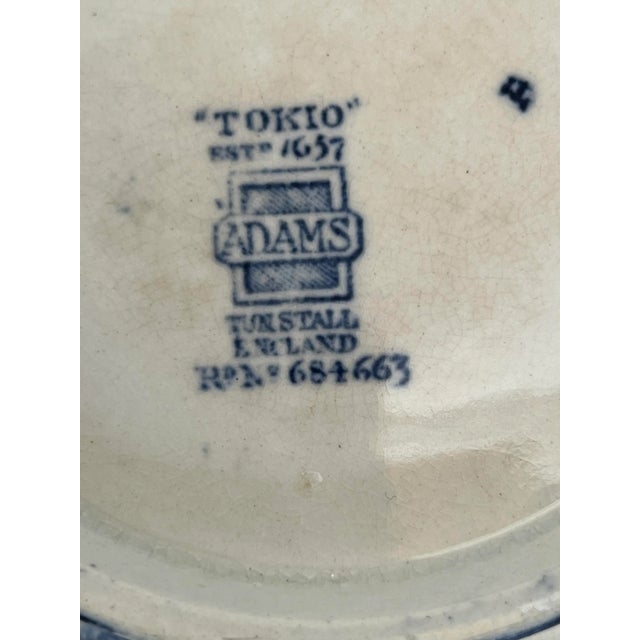 "TOKIO"
ESTD 1657
ADAMS
TUNSTALL
ENGLAND
RD NO 684663